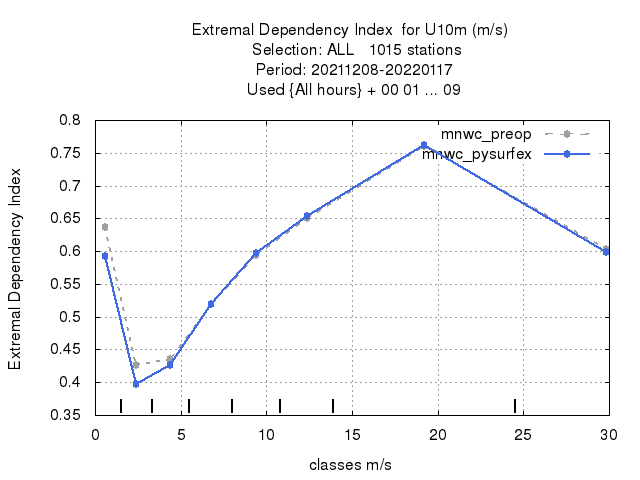 Extremal Dependency Index  for U10m (m/s)
Selection: ALL   1015 stations
Period: 20211208-20220117
Used {All hours} + 00 01 ... 09
mnwc_preop
mnwc_pysurfex
Extremal Dependency Index
0.8
0.75
0.7
0.65
0.6
0.55
0.5
0.45
0.4
0.35
0 5 10 15 20 25 30
classes m/s